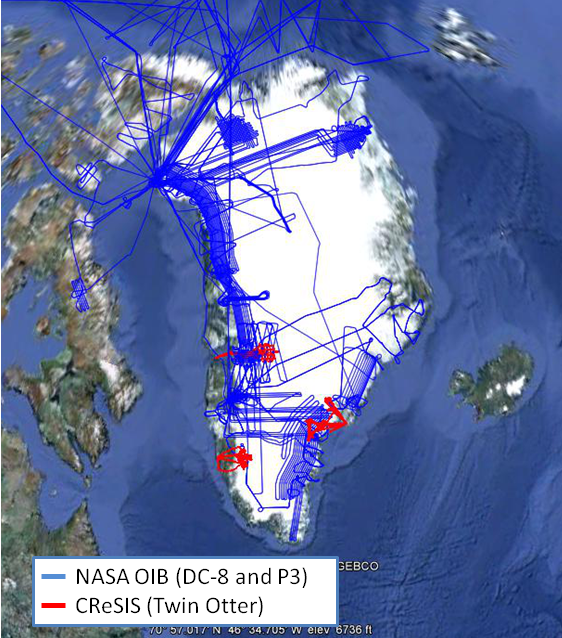 GEBCO
NASA OIB (DC-8 and P3)
CReSIS (Twin Otter)
70° 57.017' N 46° 34.705' W elev 6736 ft